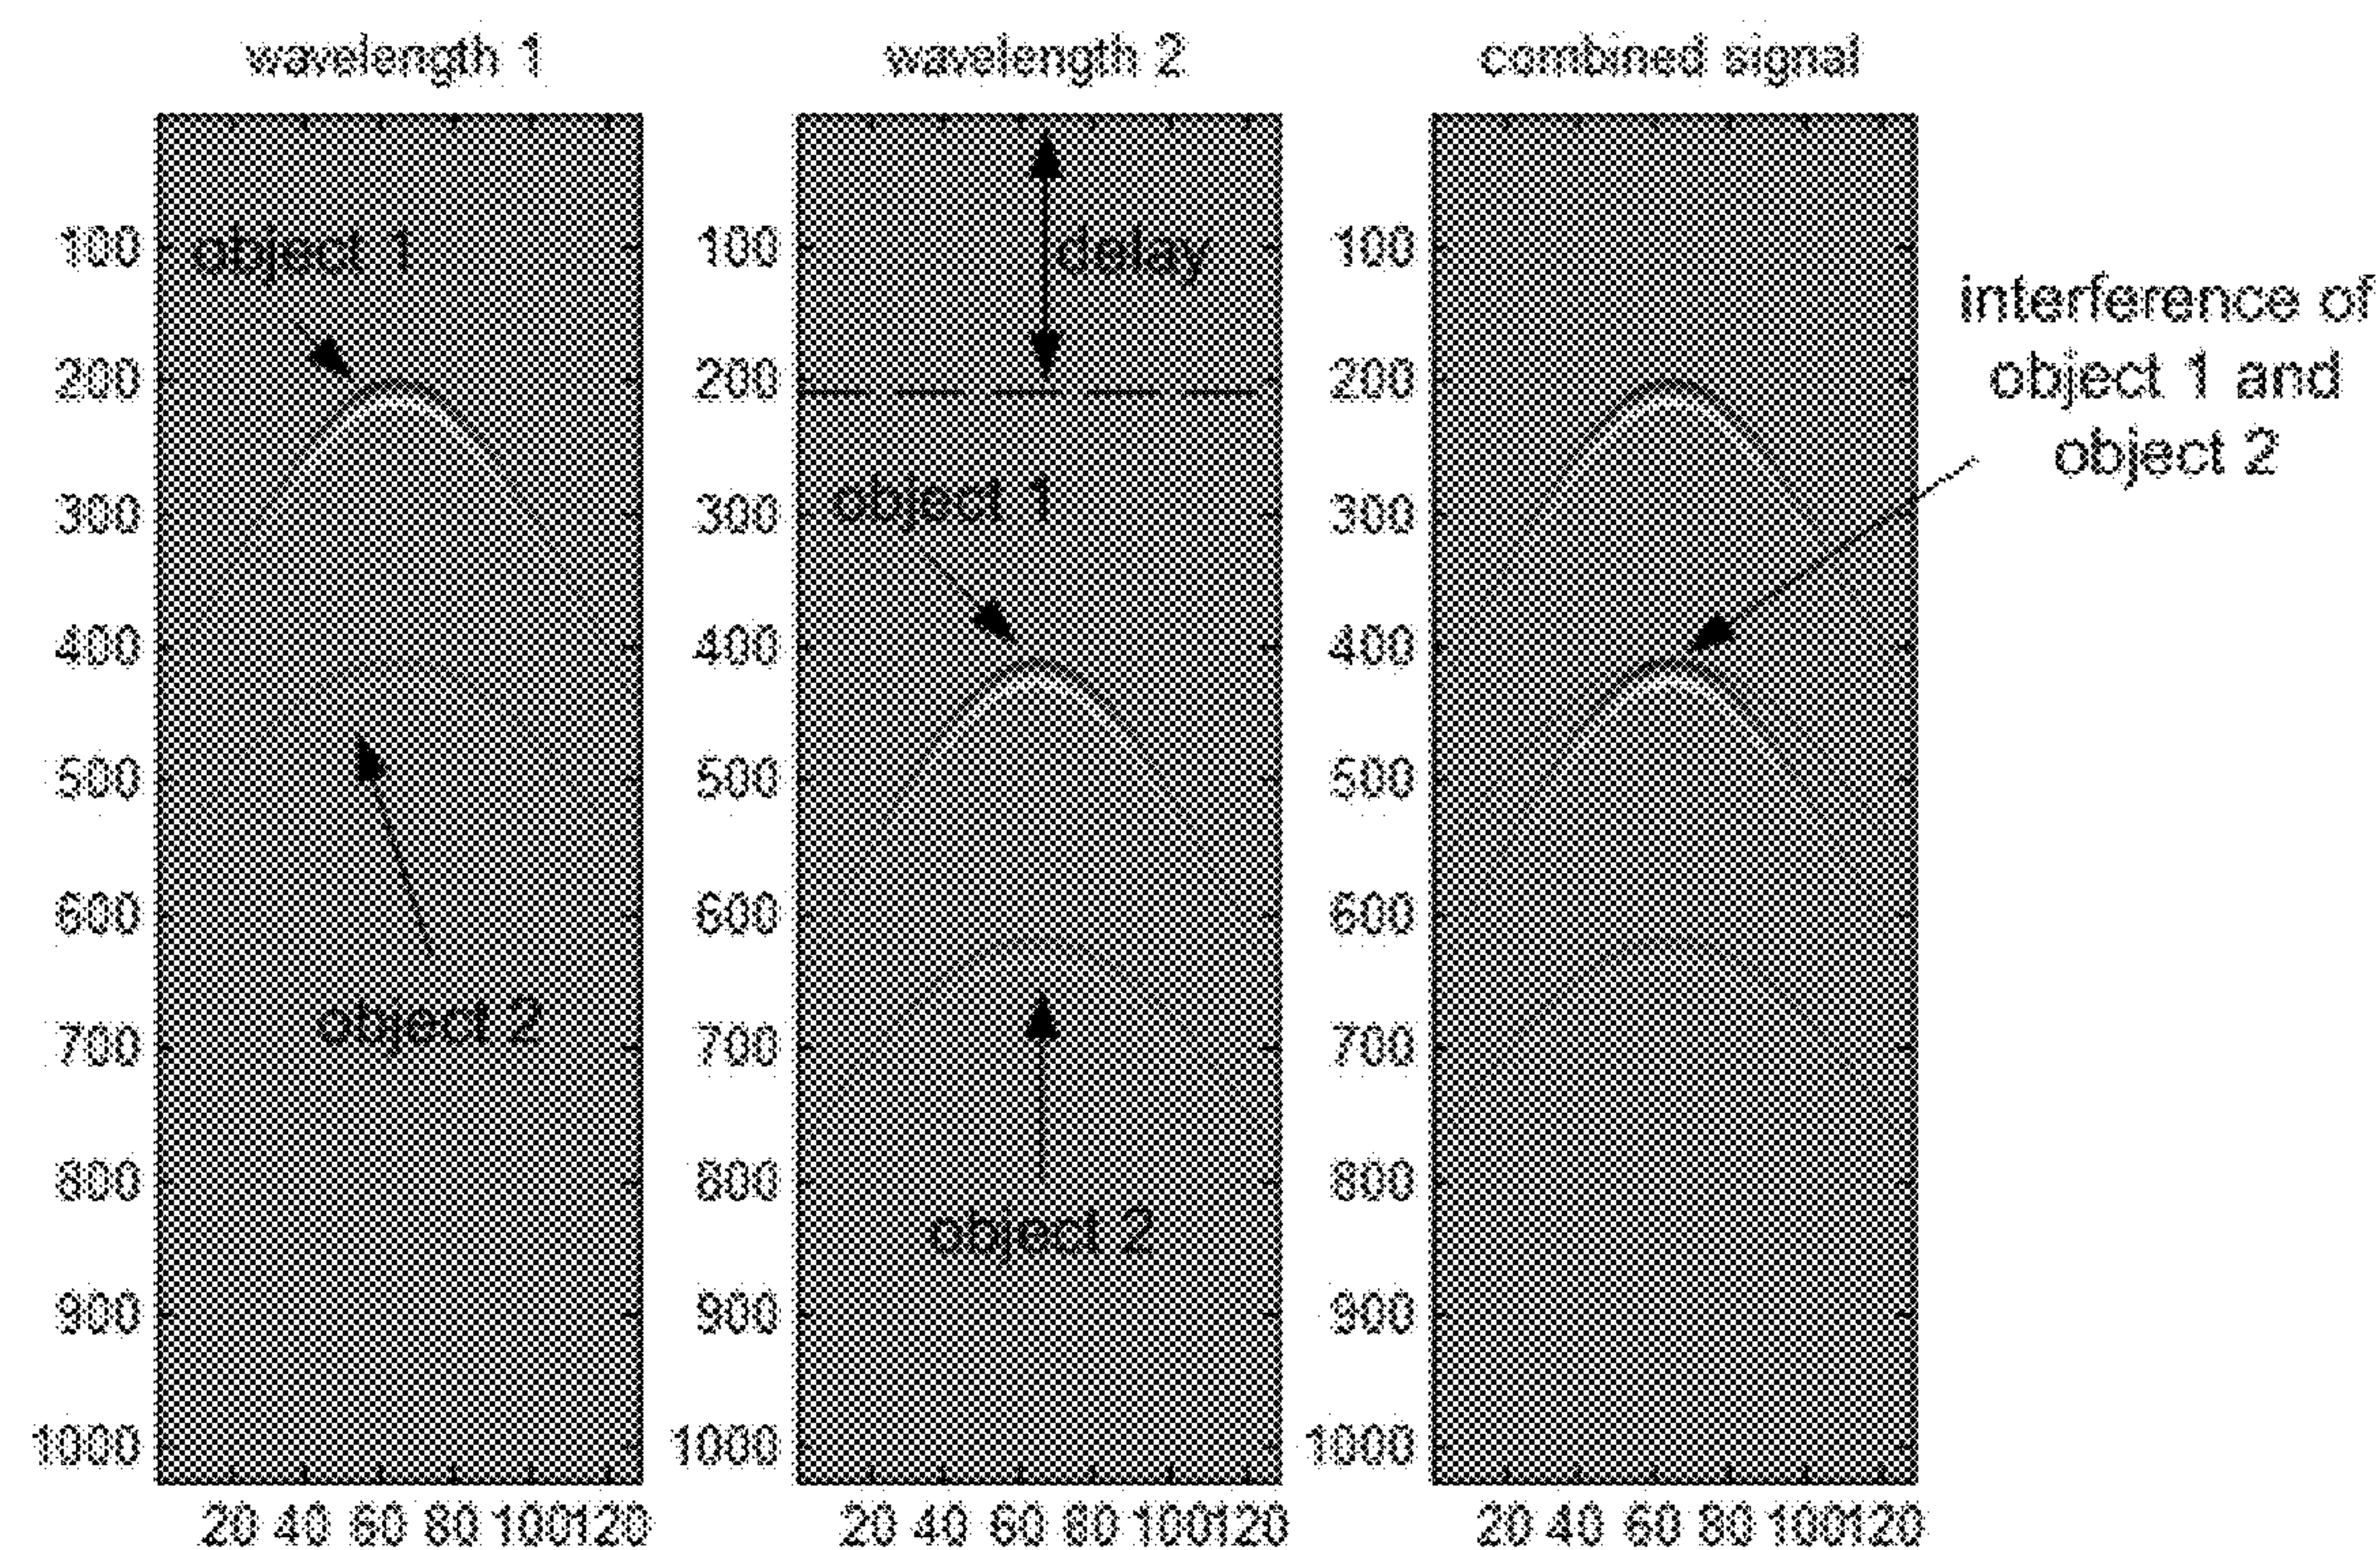 wavelength 1
wavelength 2
combined signal
100
200
300
400
500
600
700
800
900
1000
20 40 60 80 100120
object 1
object 2
100
200
300
400
500
600
700
800
900
1000
20 40 60 80 100120
delay
object 1
object 2
100
200
300
400
500
600
700
800
900
1000
20 40 60 80 100120
interference of
object 1 and
object 2